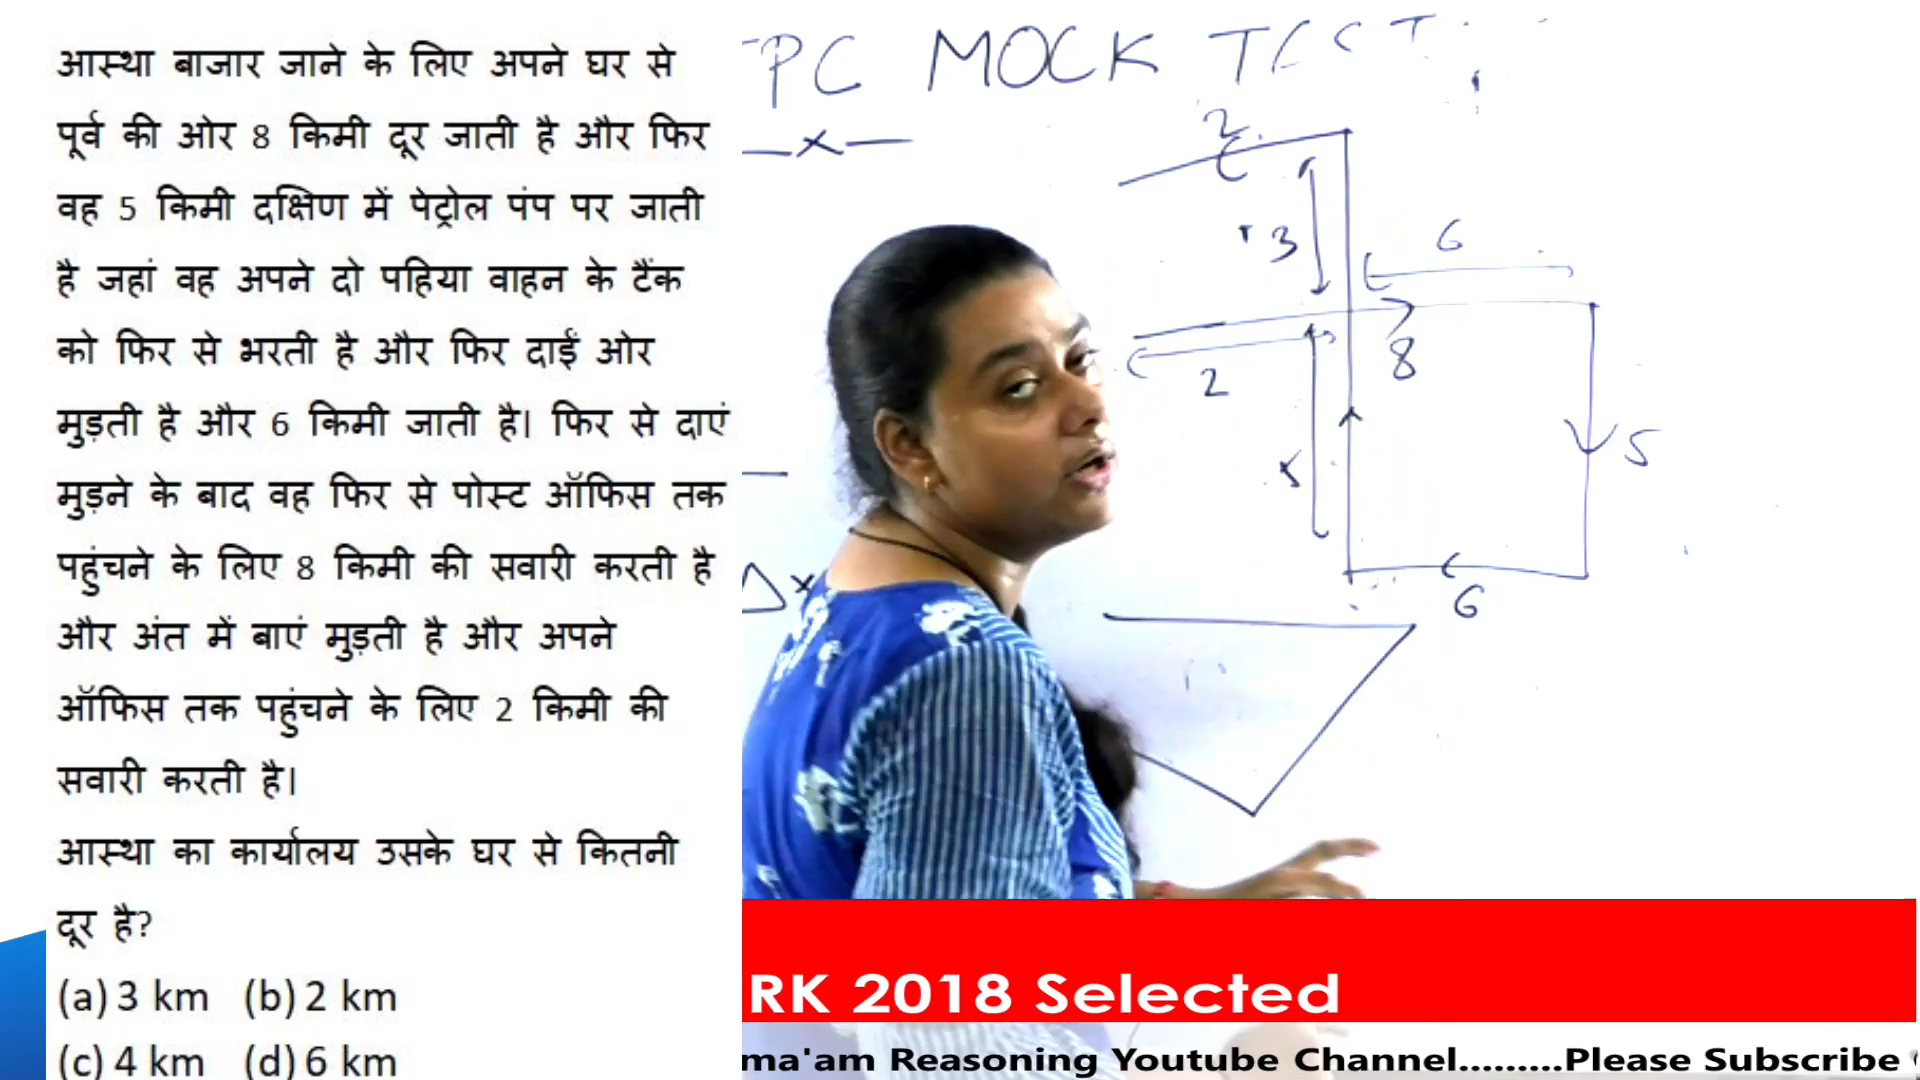 आस्था बाजार जाने के लिए अपने घर से
पूर्व की ओर 8 किमी दूर जाती है और फिर
वह 5 किमी दक्षिण में पेट्रोल पंप पर जाती
है जहां वह अपने दो पहिया वाहन के टैंक
को फिर से भरती है और फिर दाईं ओर
मुड़ती है और 6 किमी जाती है। फिर से दाएं
मुड़ने के बाद वह फिर से पोस्ट ऑफिस तक
पहुंचने के लिए 8 किमी की सवारी करती है
और अंत में बाएं मुड़ती है और अपने
ऑफिस तक पहुंचने के लिए 2 किमी की
सवारी करती है।
आस्था का कार्यालय उसके घर से कितनी
दूर है?
(a) 3 km (b) 2 km
(c) 4 km (d) 6 km
PC MOCK TEST
2
3
6
8
2
5
5
6
RK 2018 Selected
ma'am Reasoning Youtube Channel.........Please Subscribe